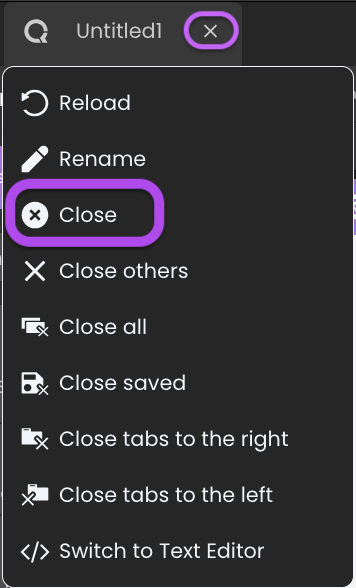 Untitled1
Reload
Rename
Close
Close others
Close all
Close saved
Close tabs to the right
Close tabs to the left
Switch to Text Editor